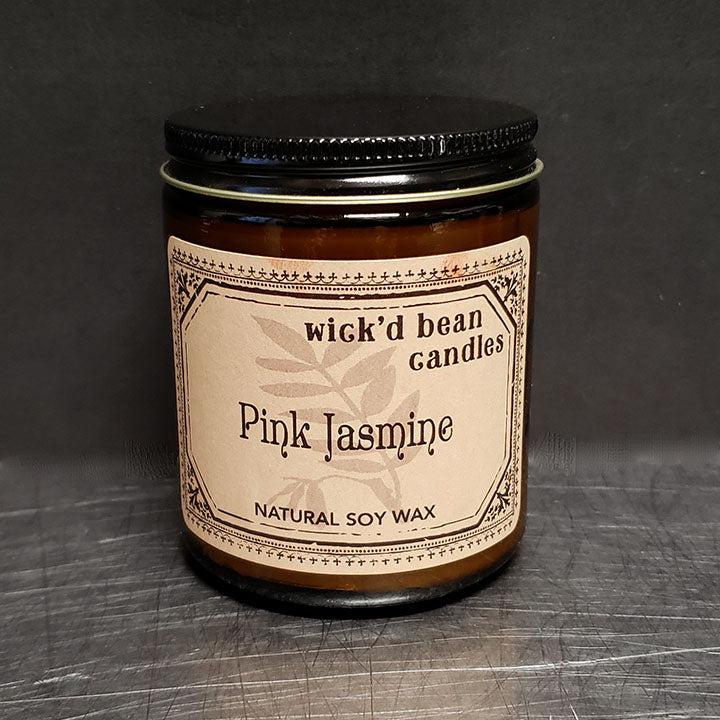 wick'd bean
candles
Pink Jasmine
NATURAL SOY WAX